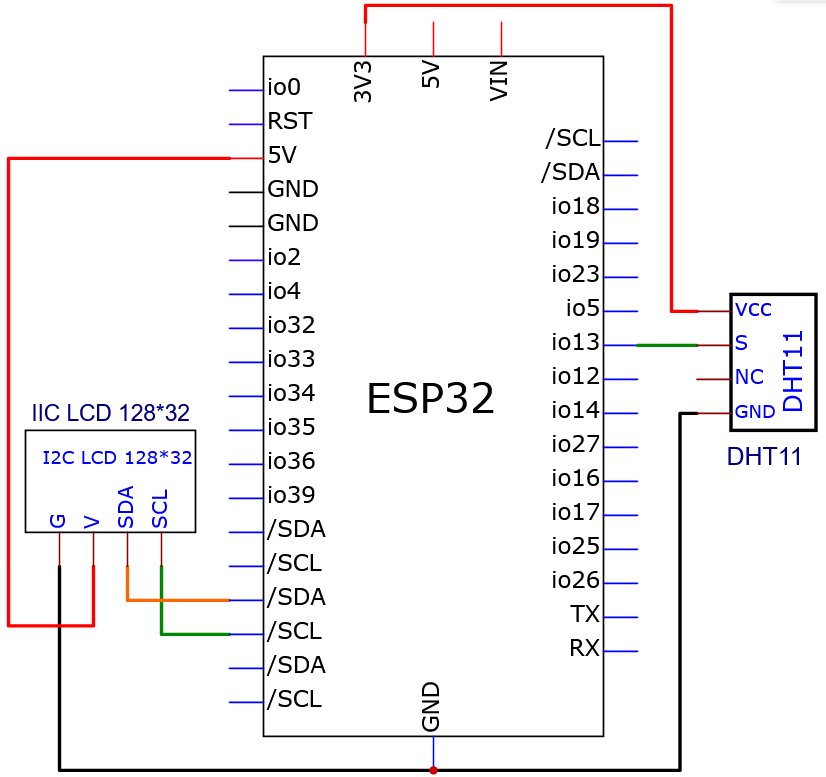 3V3
5V
VIN
io0
RST
5V
GND
GND
io2
io4
io32
io33
io34
io35
io36
io39
/SDA
/SCL
/SDA
/SCL
/SDA
/SCL
ESP32
/SCL
/SDA
io18
io19
io23
io5
io13
io12
io14
io27
io16
io17
io25
io26
TX
RX
GND
IIC LCD 128*32
I2C LCD 128*32
G
V
SDA
SCL
VCC
S
NC
GND
DHT11
DHT11